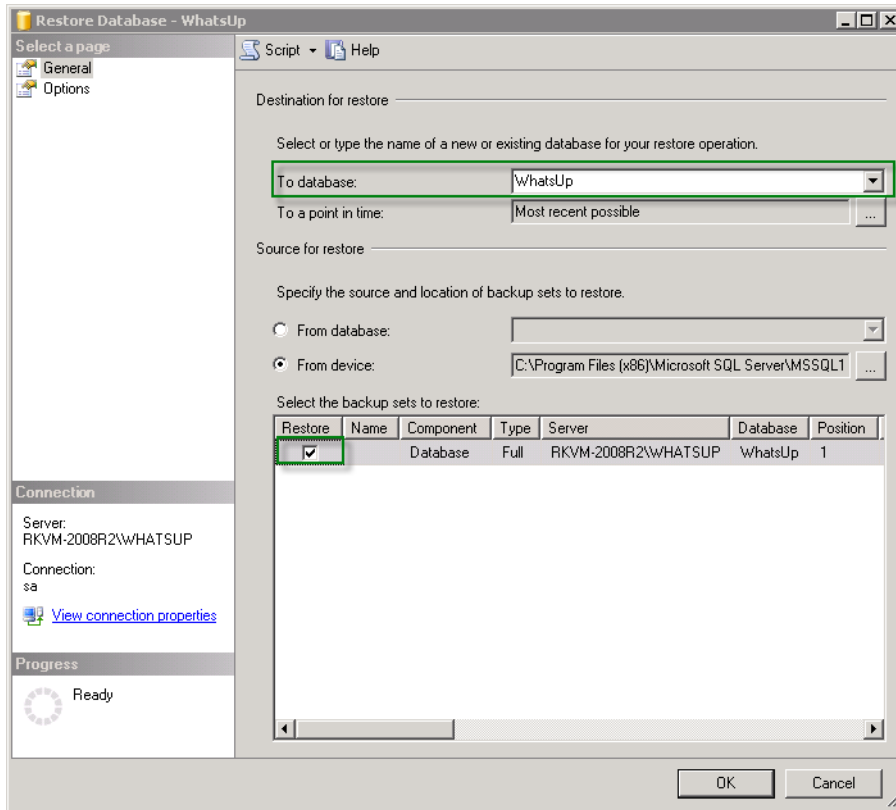 Restore Database - WhatsUp
Select a page
General
Options
Script Help
Destination for restore
Select or type the name of a new or existing database for your restore operation.
To database: WhatsUp
To a point in time: Most recent possible ...
Source for restore
Specify the source and location of backup sets to restore.
From database:
From device: C:\Program Files (x86)\Microsoft SQL Server\MSSQL1 ...
Select the backup sets to restore:
Restore Name Component Type Server Database Position
Database Full RKVM-2008R2\WHATSUP WhatsUp 1
Connection
Server:
RKVM-2008R2\WHATSUP
Connection:
sa
View connection properties
Progress
Ready
OK Cancel